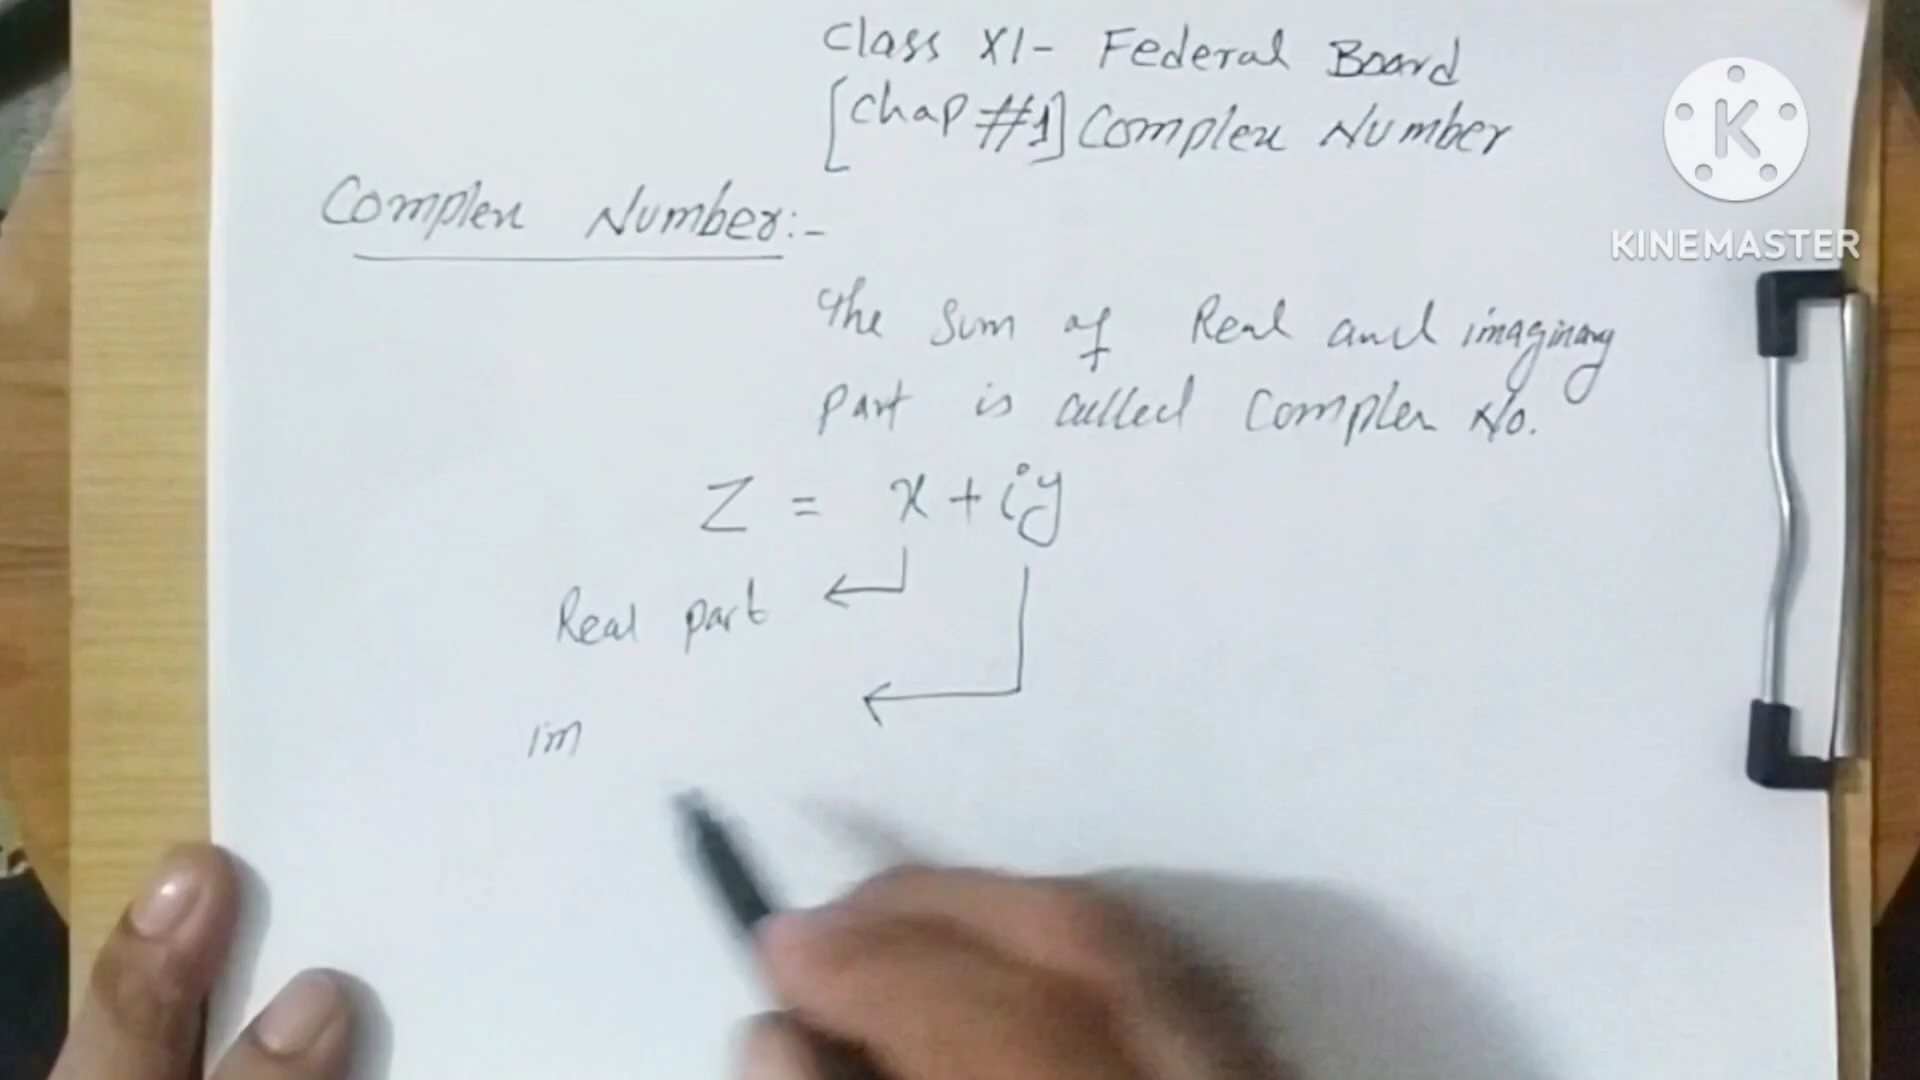 Class XI- Federal Board
[Chap #1] Complex Number
K
KINEMASTER
Complex Number:-
The Sum of Real and imaginary
part is called Complex No.
Z = x + iy
Real part
im